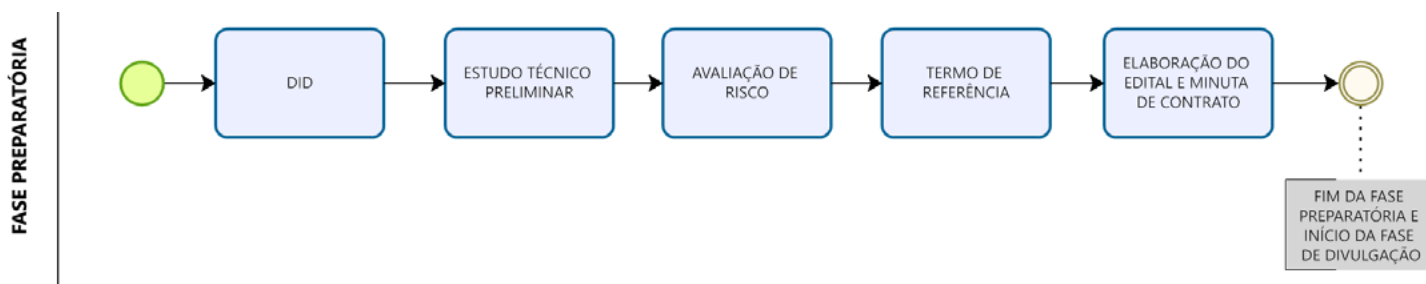 FASE PREPARATÓRIA
DID
ESTUDO TÉCNICO
PRELIMINAR
AVALIAÇÃO DE
RISCO
TERMO DE
REFERÊNCIA
ELABORAÇÃO DO
EDITAL E MINUTA
DE CONTRATO
FIM DA FASE
PREPARATÓRIA E
INÍCIO DA FASE
DE DIVULGAÇÃO